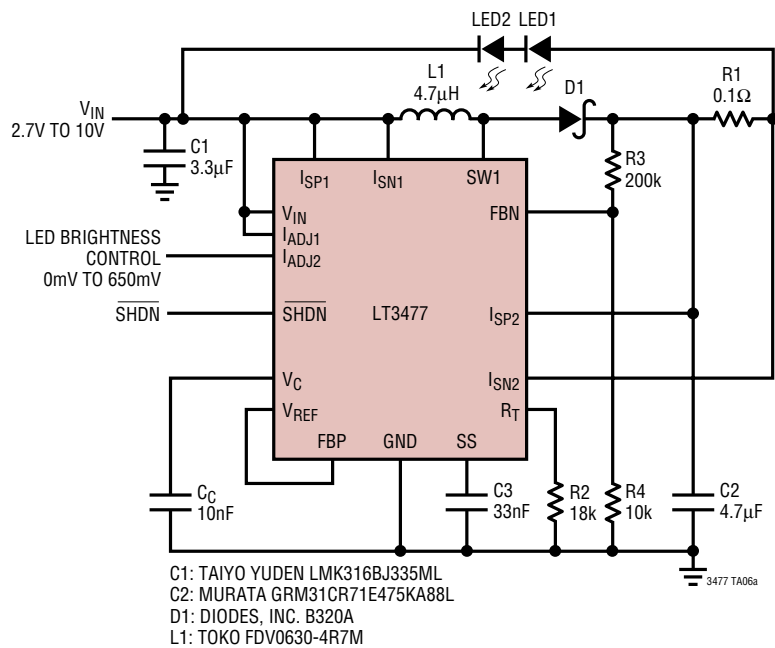 LED2 LED1
L1
4.7µH
D1
R1
0.1Ω
VIN
2.7V TO 10V
C1
3.3µF
R3
200k
ISP1
ISN1
SW1
VIN
FBN
IADJ1
LED BRIGHTNESS
CONTROL
0mV TO 650mV
IADJ2
SHDN
SHDN
LT3477
ISP2
VC
ISN2
VREF
RT
FBP
GND
SS
CC
10nF
C3
33nF
R2
18k
R4
10k
C2
4.7µF
3477 TA06a
C1: TAIYO YUDEN LMK316BJ335ML
C2: MURATA GRM31CR71E475KA88L
D1: DIODES, INC. B320A
L1: TOKO FDV0630-4R7M